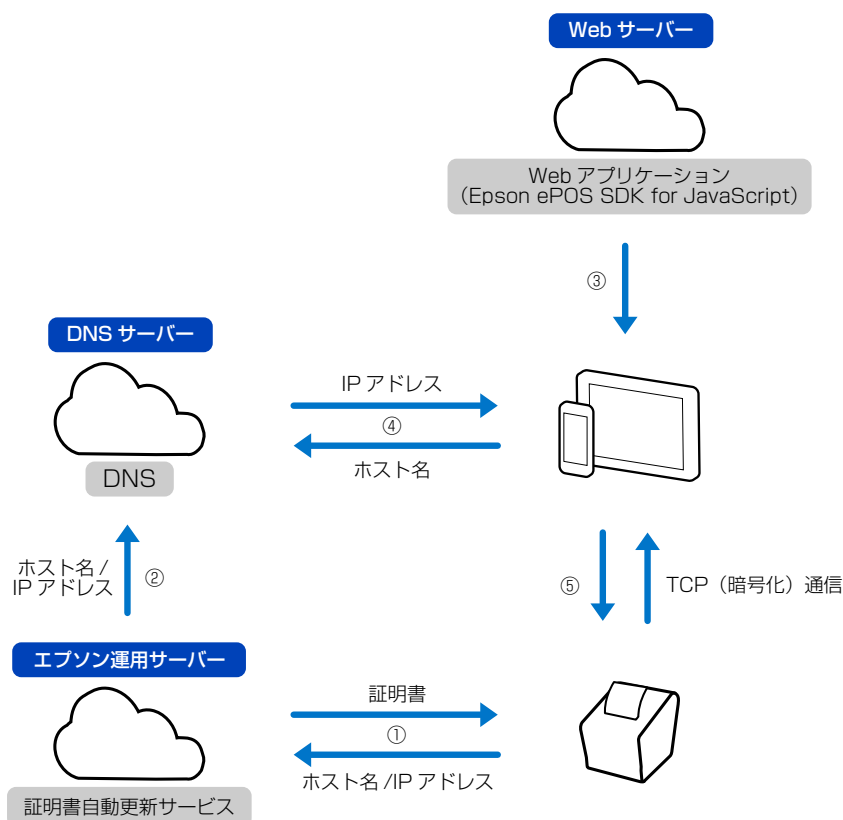 Web サーバー
Web アプリケーション
（Epson ePOS SDK for JavaScript）
③
DNS サーバー
IP アドレス
④
ホスト名
DNS
ホスト名 /
IP アドレス
②
⑤
TCP（暗号化）通信
エプソン運用サーバー
証明書
①
ホスト名 /IP アドレス
証明書自動更新サービス